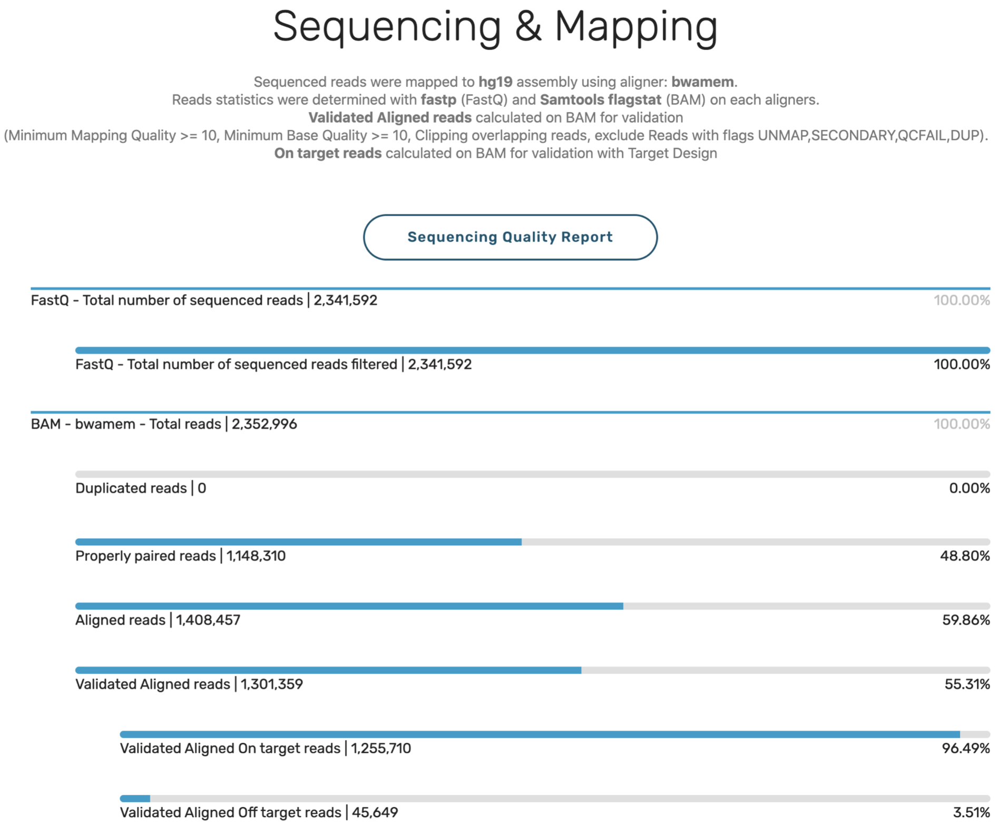 Sequencing & Mapping
Sequenced reads were mapped to hg19 assembly using aligner: bwamem.
Reads statistics were determined with fastp (FastQ) and Samtools flagstat (BAM) on each aligners.
Validated Aligned reads calculated on BAM for validation
(Minimum Mapping Quality >= 10, Minimum Base Quality >= 10, Clipping overlapping reads, exclude Reads with flags UNMAP,SECONDARY,QCFAIL,DUP).
On target reads calculated on BAM for validation with Target Design
Sequencing Quality Report
FastQ - Total number of sequenced reads | 2,341,592 100.00%
FastQ - Total number of sequenced reads filtered | 2,341,592 100.00%
BAM - bwamem - Total reads | 2,352,996 100.00%
Duplicated reads | 0 0.00%
Properly paired reads | 1,148,310 48.80%
Aligned reads | 1,408,457 59.86%
Validated Aligned reads | 1,301,359 55.31%
Validated Aligned On target reads | 1,255,710 96.49%
Validated Aligned Off target reads | 45,649 3.51%